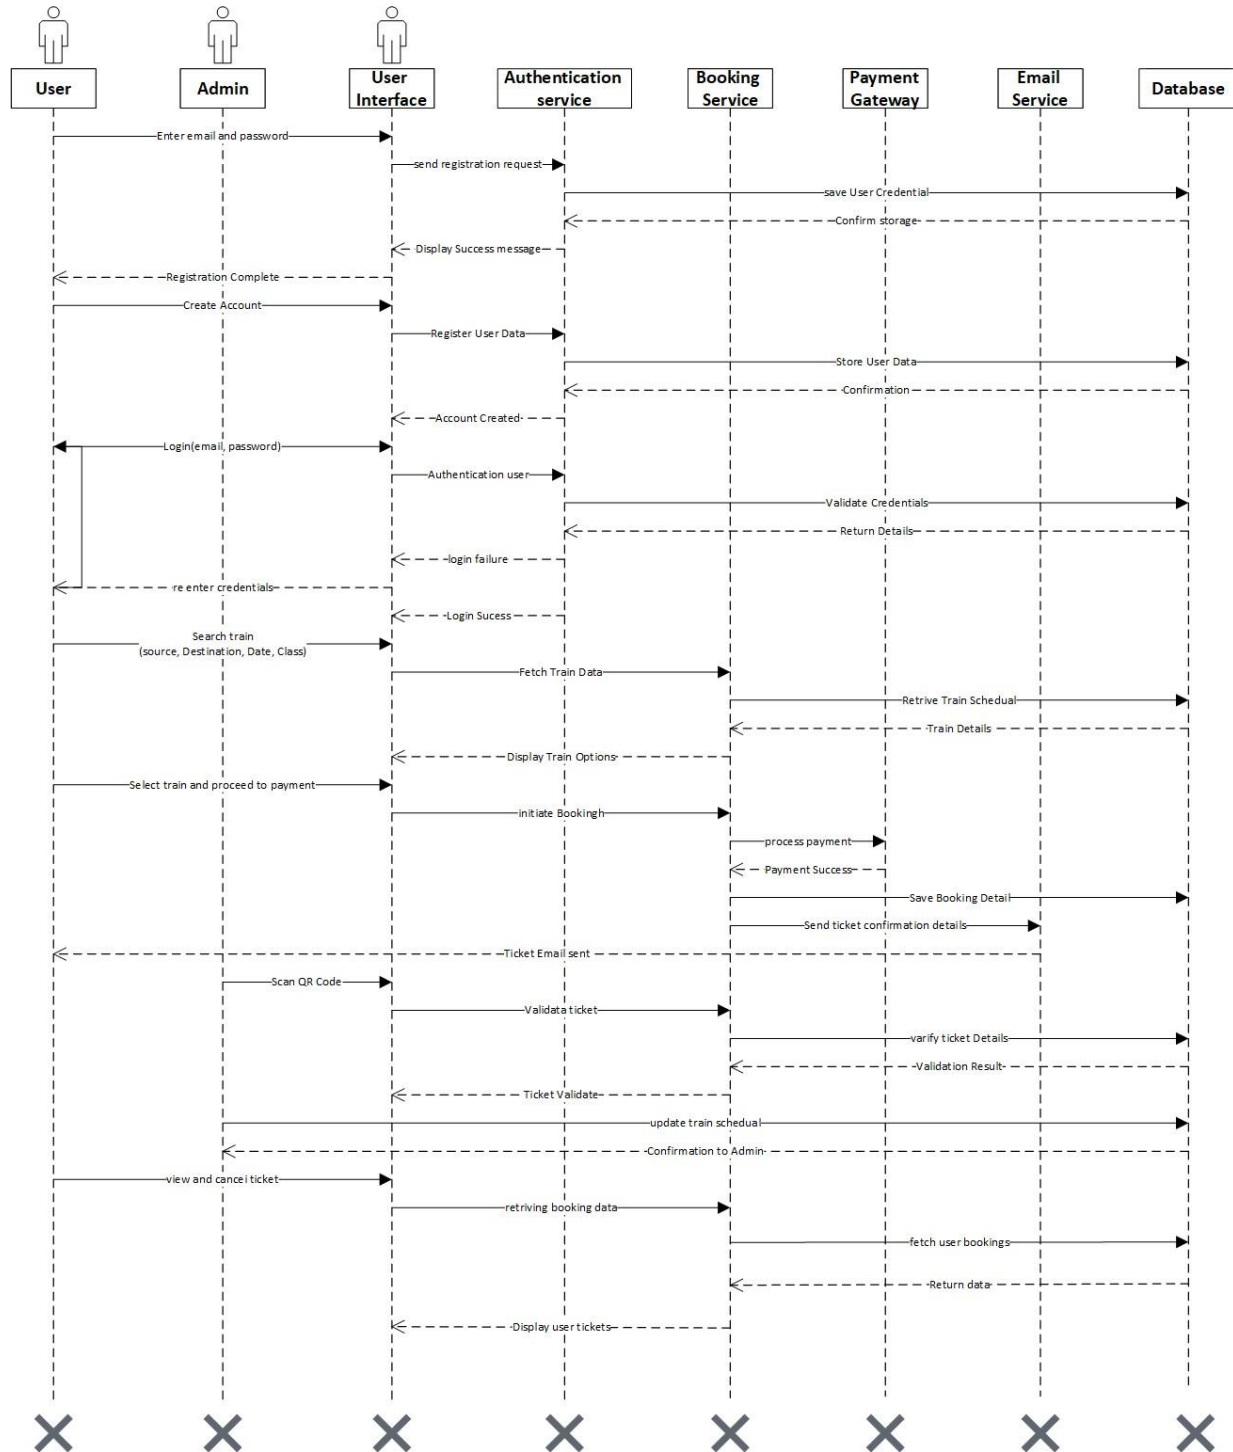 User
Admin
User
Interface
Authentication
service
Booking
Service
Payment
Gateway
Email
Service
Database
Enter email and password
send registration request
save User Credential
Confirm storage
Display Success message
Registration Complete
Create Account
Register User Data
Store User Data
Confirmation
Account Created
Login(email, password)
Authentication user
Validate Credentials
Return Details
login failure
re enter credentials
Login Sucess
Search train
(source, Destination, Date, Class)
Fetch Train Data
Retrive Train Schedual
Train Details
Display Train Options
Select train and proceed to payment
initiate Bookingh
process payment
Payment Success
Save Booking Detail
Send ticket confirmation details
Ticket Email sent
Scan QR Code
Validata ticket
varify ticket Details
Validation Result
Ticket Validate
update train schedual
Confirmation to Admin
view and cancel ticket
retriving booking data
fetch user bookings
Return data
Display user tickets